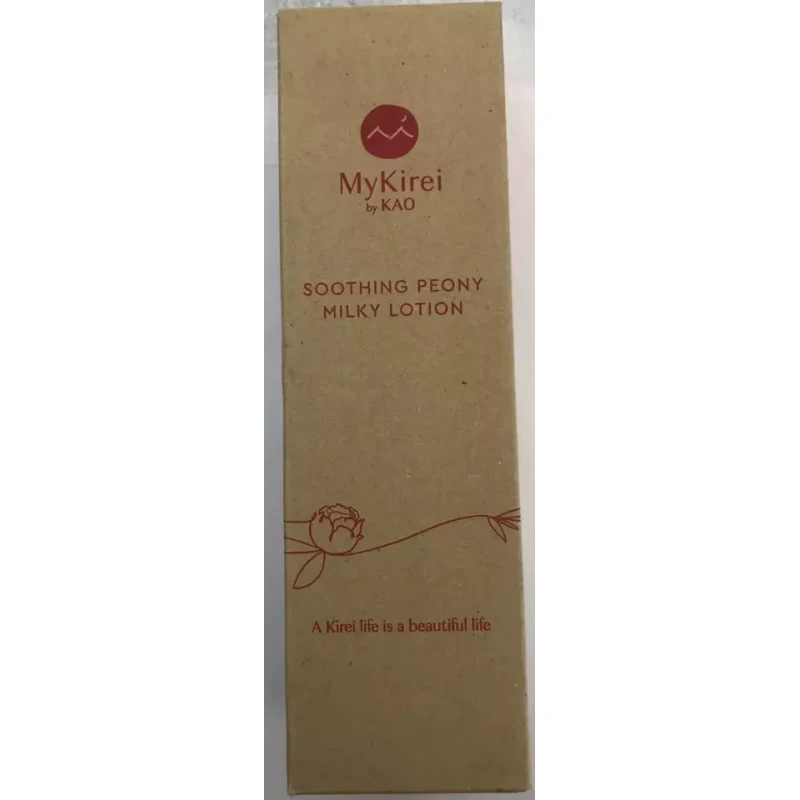 MyKirei
by KAO
SOOTHING PEONY
MILKY LOTION
A Kirei life is a beautiful life